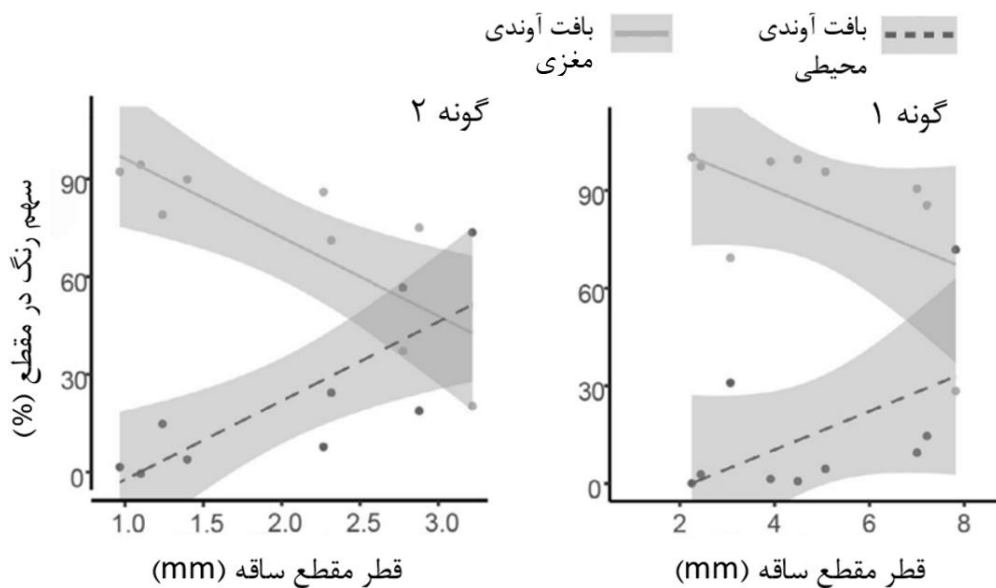 بافت آوندی
محیطی
بافت آوندی
مغزی
گونه ۱
گونه ۲
سهم رنگ در مقطع (%)
90
60
30
0
1.0 1.5 2.0 2.5 3.0
قطر مقطع ساقه (mm)
90
60
30
0
2 4 6 8
قطر مقطع ساقه (mm)